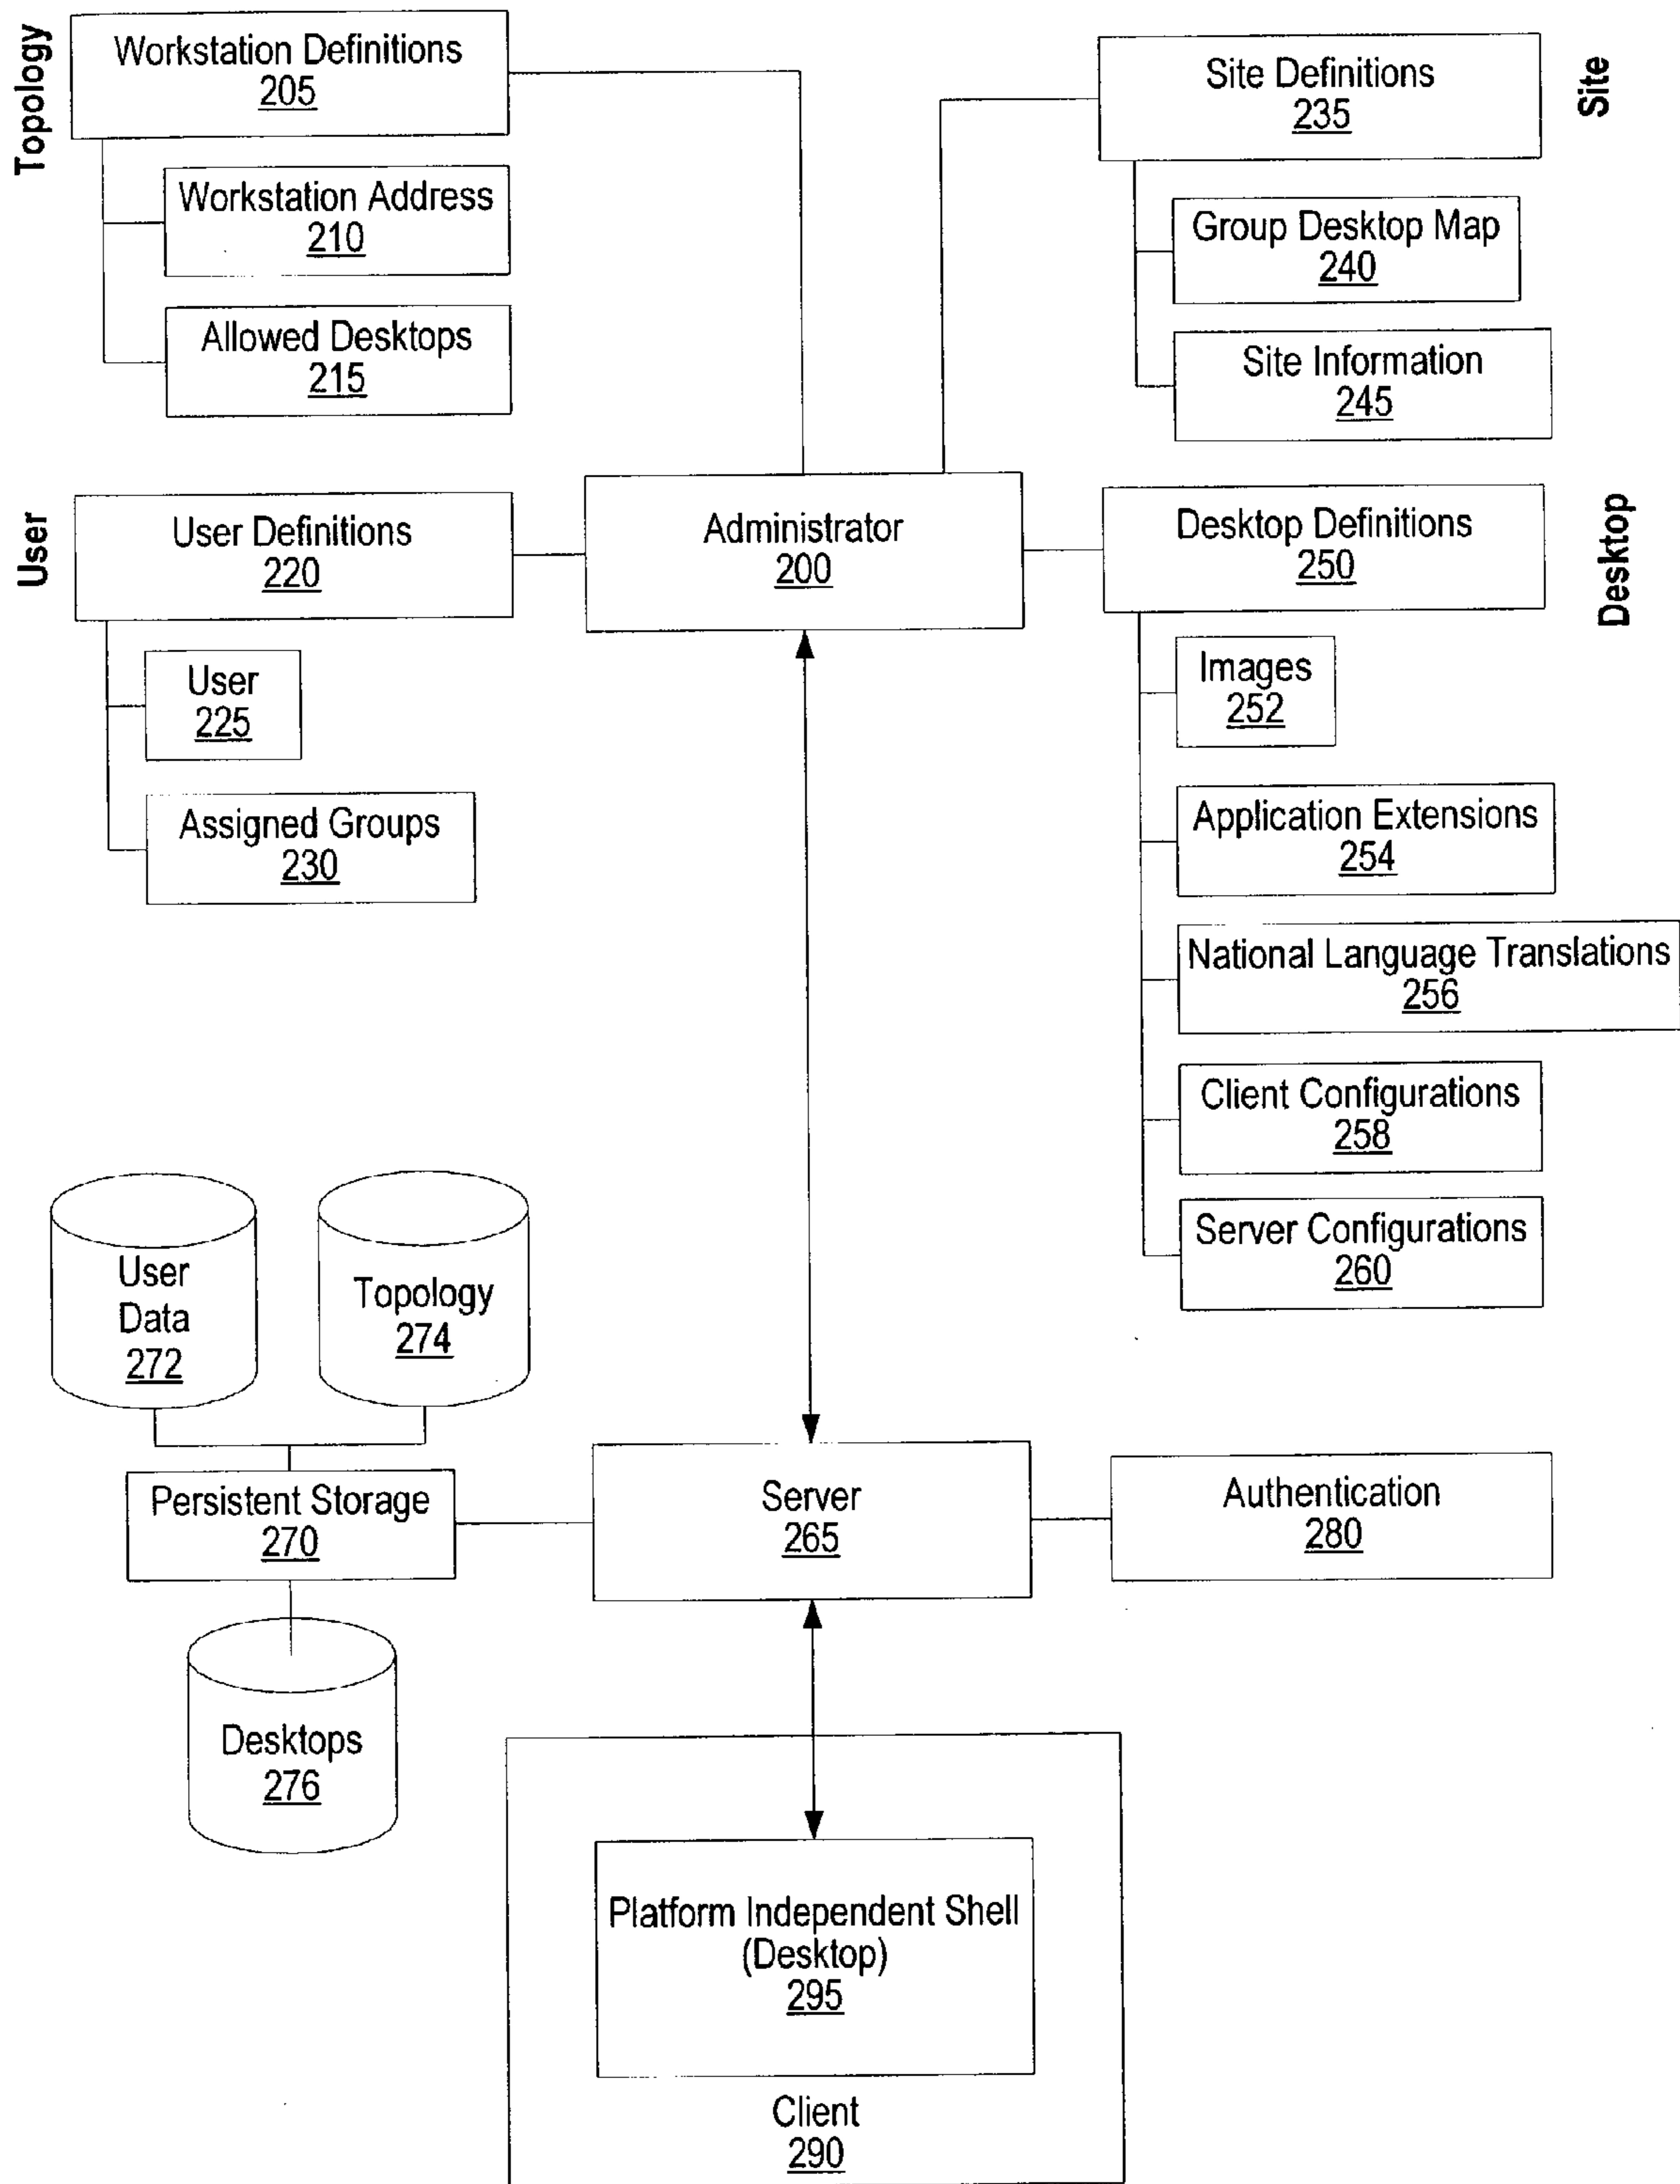 Topology
Workstation Definitions
205
Workstation Address
210
Allowed Desktops
215
Site Definitions
235
Site
Group Desktop Map
240
Site Information
245
User
User Definitions
220
User
225
Assigned Groups
230
Administrator
200
Desktop Definitions
250
Desktop
Images
252
Application Extensions
254
National Language Translations
256
Client Configurations
258
Server Configurations
260
User
Data
272
Topology
274
Persistent Storage
270
Desktops
276
Server
265
Authentication
280
Platform Independent Shell
(Desktop)
295
Client
290